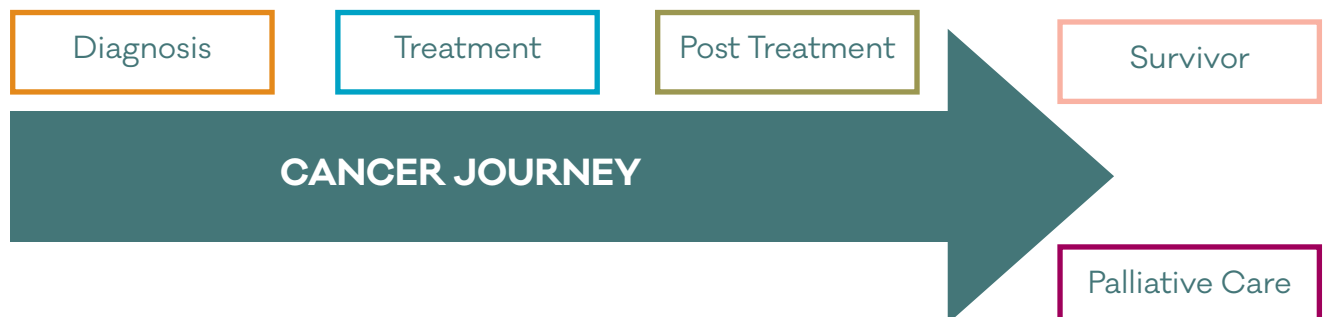 Diagnosis
Treatment
Post Treatment
Survivor
CANCER JOURNEY
Palliative Care